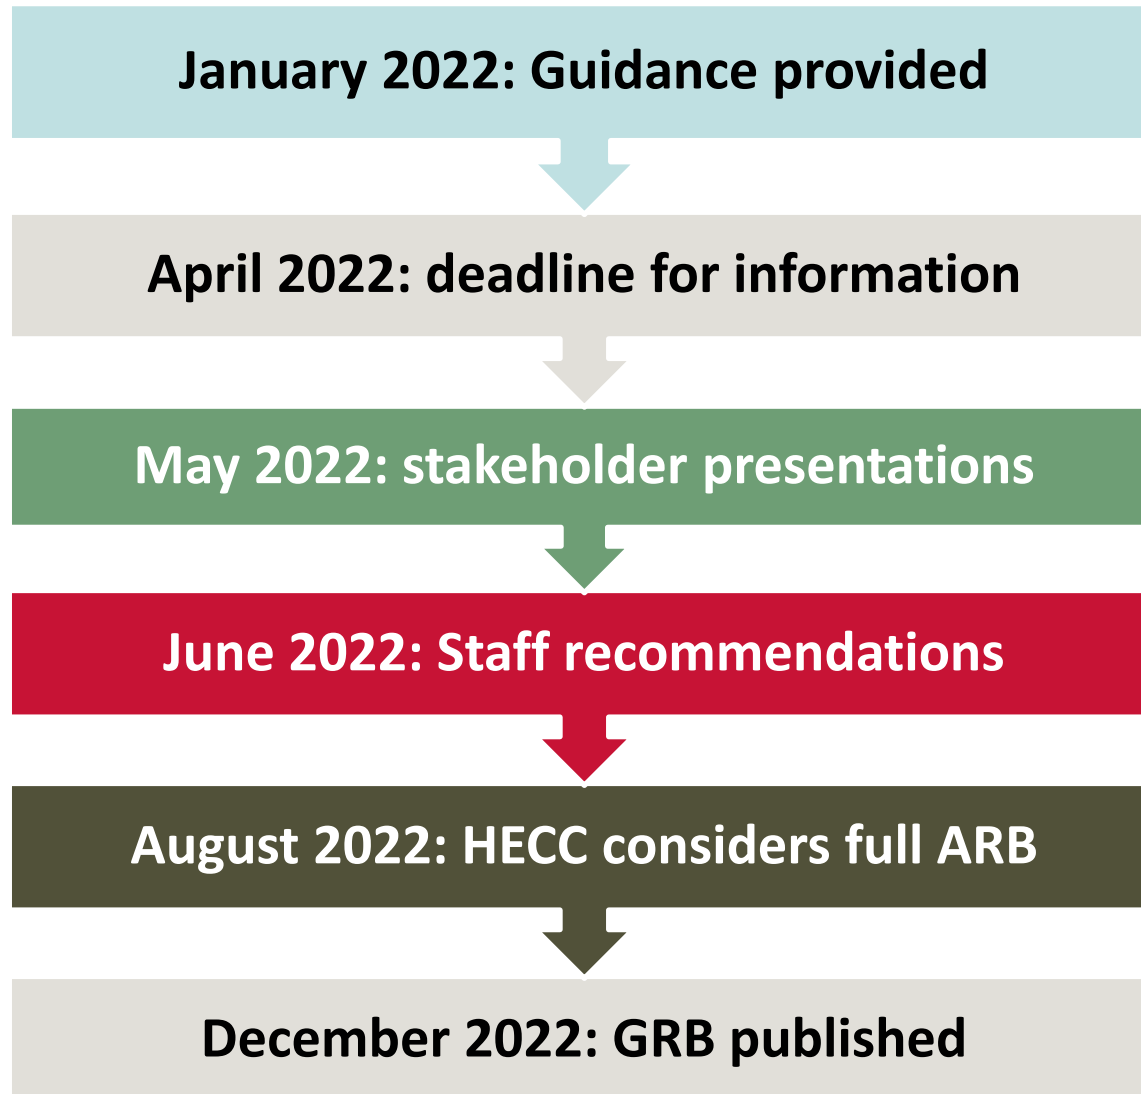 January 2022: Guidance provided
April 2022: deadline for information
May 2022: stakeholder presentations
June 2022: Staff recommendations
August 2022: HECC considers full ARB
December 2022: GRB published